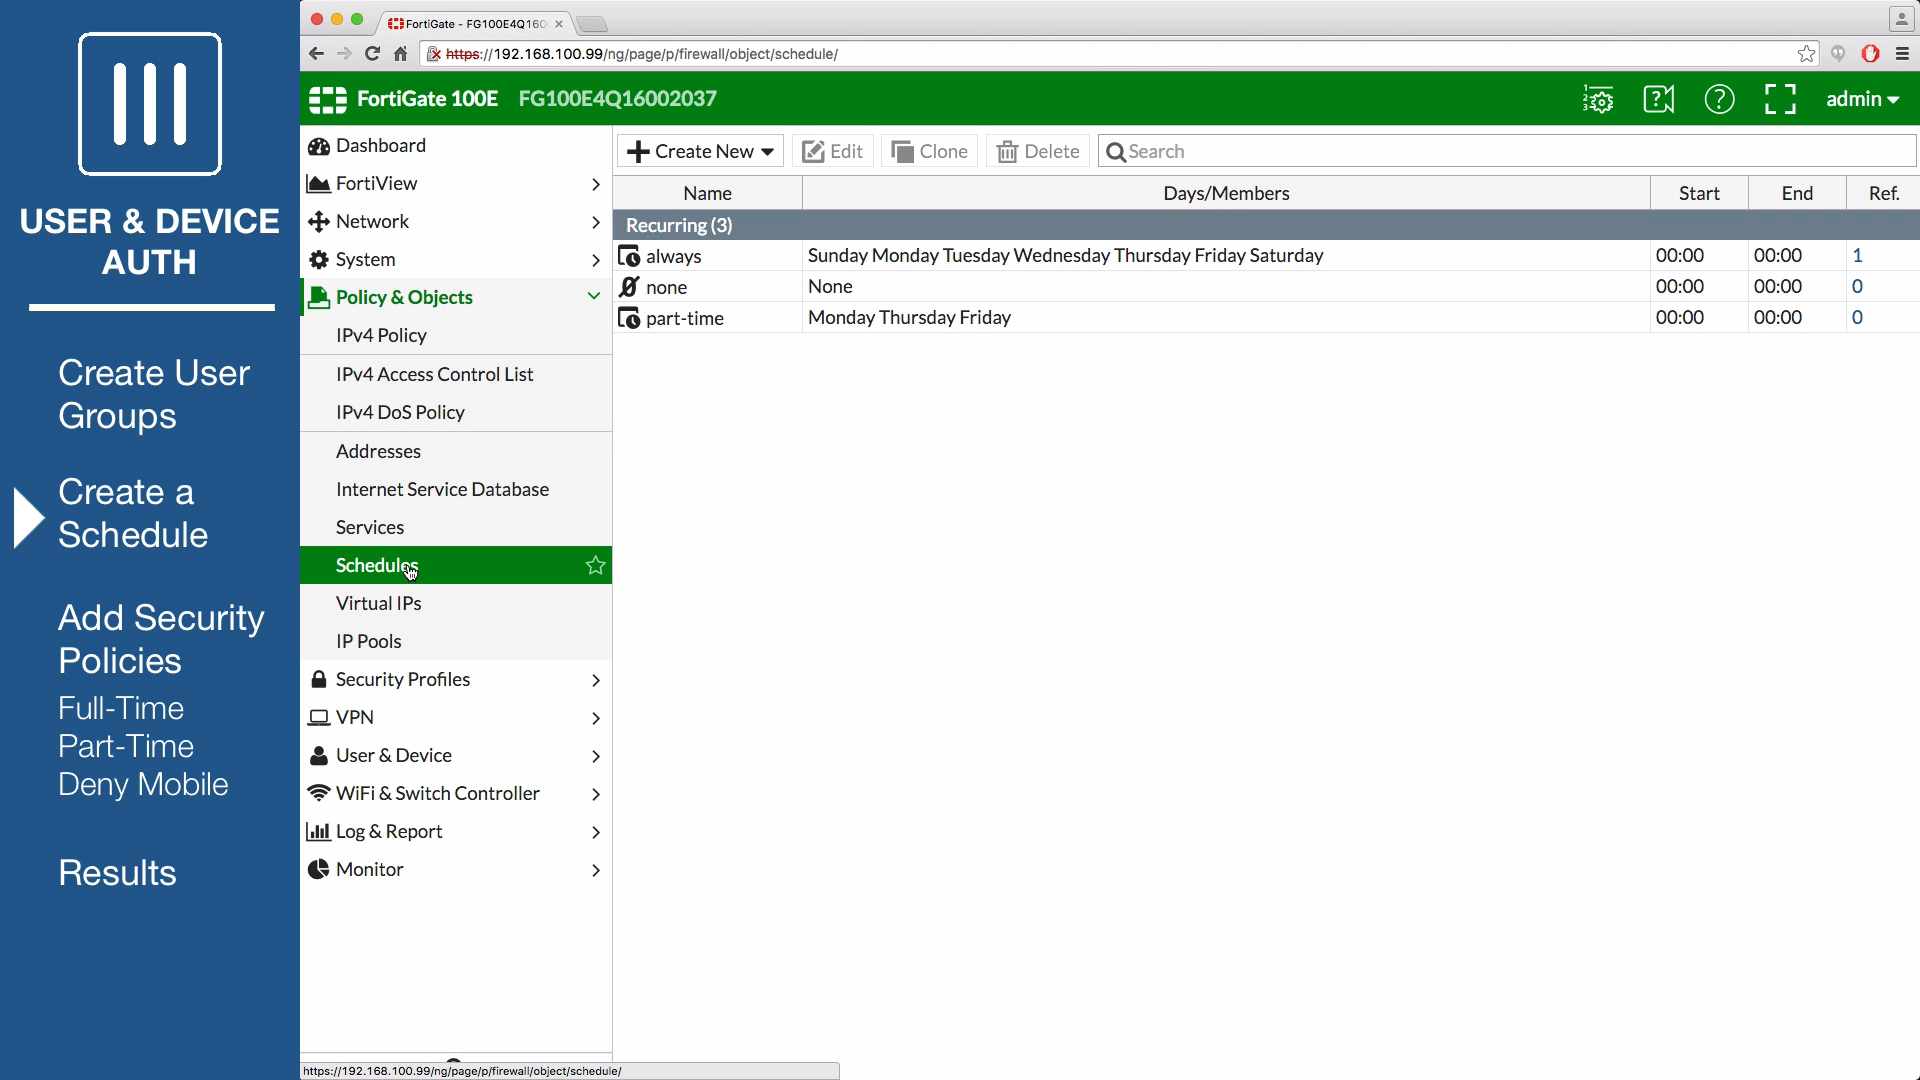 USER & DEVICE
AUTH
Create User
Groups
Create a
Schedule
Add Security
Policies
Full-Time
Part-Time
Deny Mobile
Results
FortiGate - FG100E4Q160
https://192.168.100.99/ng/page/p/firewall/object/schedule/
FortiGate 100E FG100E4Q16002037
admin
Dashboard
FortiView
Network
System
Policy & Objects
IPv4 Policy
IPv4 Access Control List
IPv4 DoS Policy
Addresses
Internet Service Database
Services
Schedules
Virtual IPs
IP Pools
Security Profiles
VPN
User & Device
WiFi & Switch Controller
Log & Report
Monitor
Create New Edit Clone Delete Search
Name Days/Members Start End Ref.
Recurring (3)
always Sunday Monday Tuesday Wednesday Thursday Friday Saturday 00:00 00:00 1
none None 00:00 00:00 0
part-time Monday Thursday Friday 00:00 00:00 0
https://192.168.100.99/ng/page/p/firewall/object/schedule/